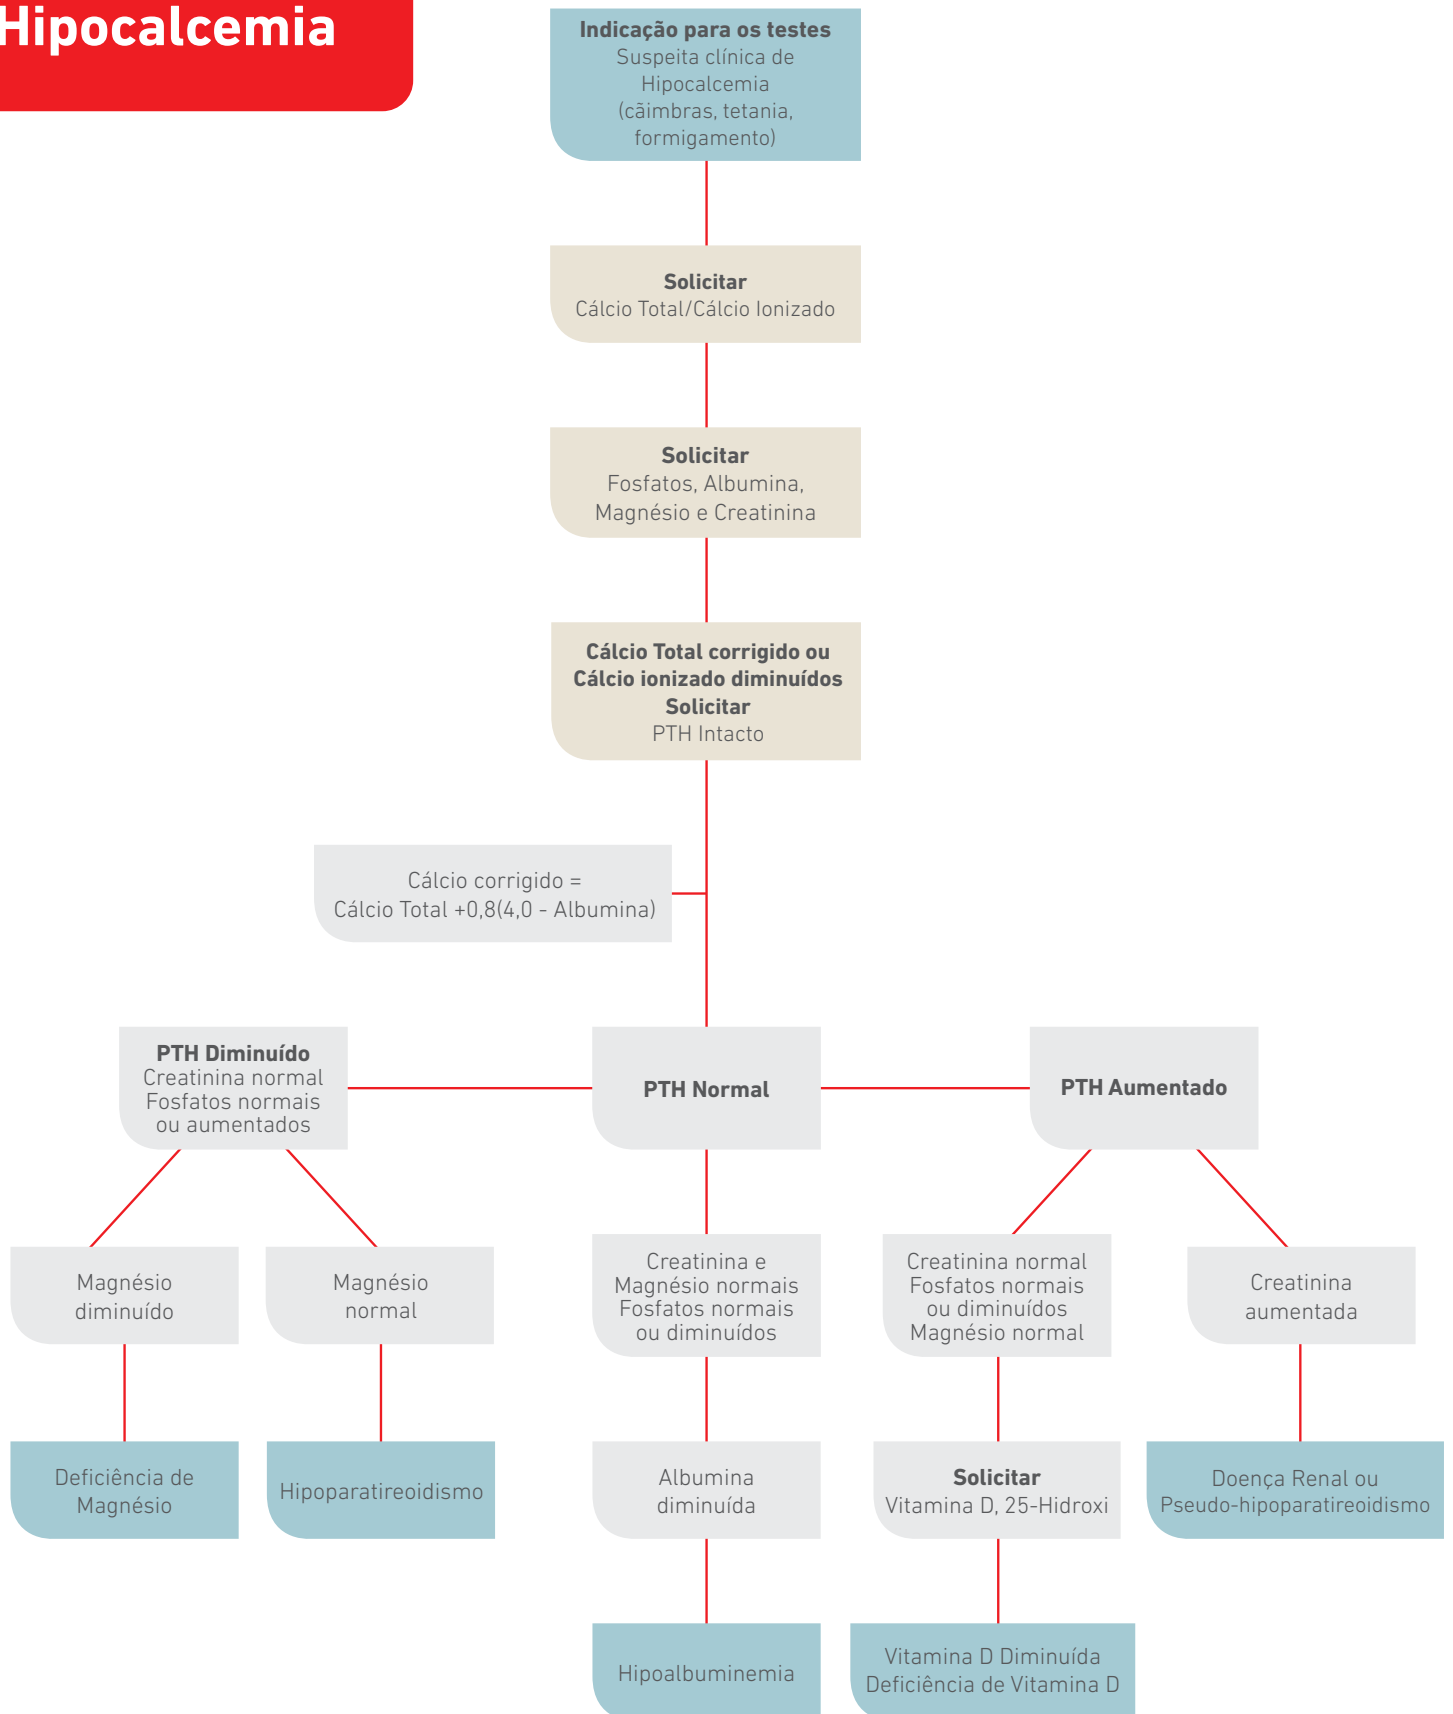 Hipocalcemia
Indicação para os testes
Suspeita clínica de
Hipocalcemia
(cãimbras, tetania,
formigamento)
Solicitar
Cálcio Total/Cálcio Ionizado
Solicitar
Fosfatos, Albumina,
Magnésio e Creatinina
Cálcio Total corrigido ou
Cálcio ionizado diminuídos
Solicitar
PTH Intacto
Cálcio corrigido =
Cálcio Total +0,8(4,0 - Albumina)
PTH Diminuído
Creatinina normal
Fosfatos normais
ou aumentados
PTH Normal
PTH Aumentado
Magnésio
diminuído
Magnésio
normal
Creatinina e
Magnésio normais
Fosfatos normais
ou diminuídos
Creatinina normal
Fosfatos normais
ou diminuídos
Magnésio normal
Creatinina
aumentada
Deficiência de
Magnésio
Hipoparatireoidismo
Albumina
diminuída
Solicitar
Vitamina D, 25-Hidroxi
Doença Renal ou
Pseudo-hipoparatireoidismo
Hipoalbuminemia
Vitamina D Diminuída
Deficiência de Vitamina D